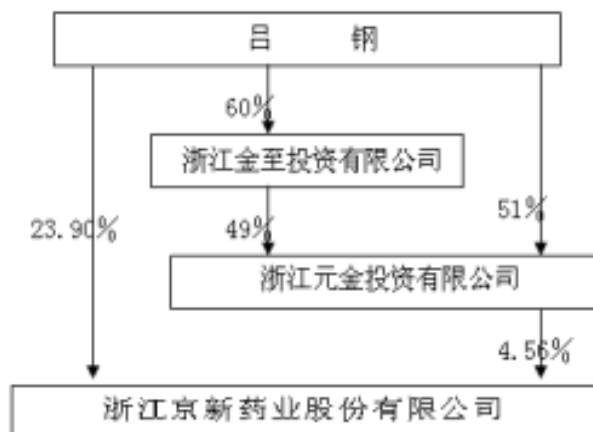 吕 钢
60%
浙江金至投资有限公司
23.90%
49%
51%
浙江元金投资有限公司
4.56%
浙江京新药业股份有限公司